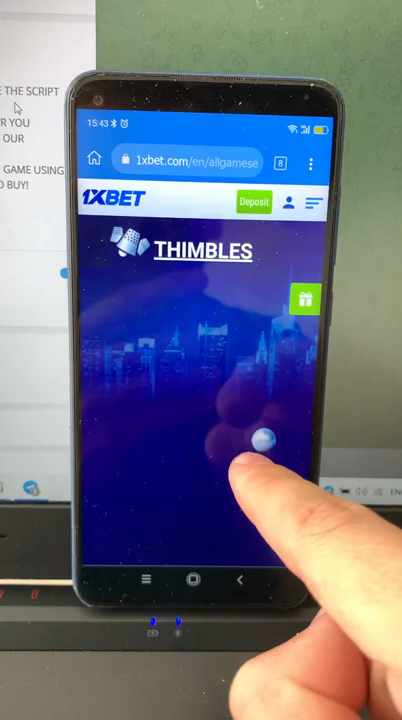 E THE SCRIPT
R YOU
OUR
GAME USING
O BUY!
15:43
1xbet.com/en/allgamese
8
1XBET
Deposit
THIMBLES